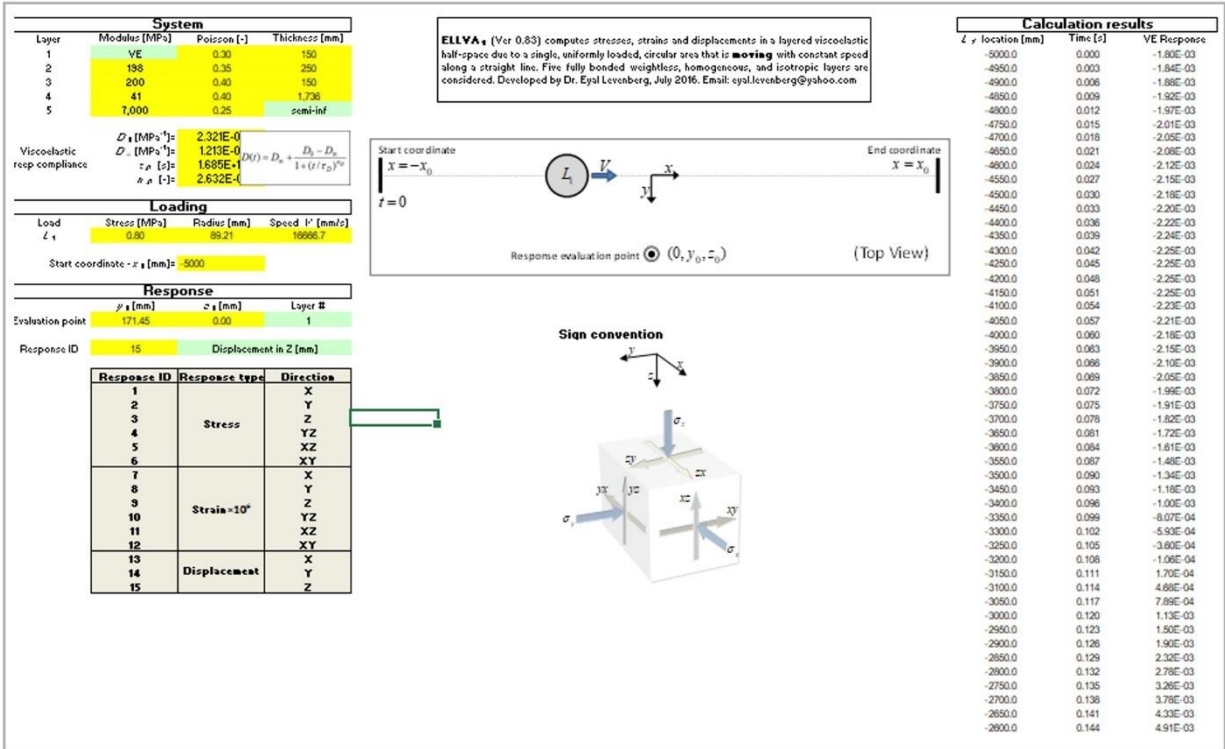 System
Layer Modulus [MPa] Poisson [-] Thickness [mm]
1 VE 0.30 150
2 198 0.35 250
3 200 0.40 150
4 41 0.40 1,736
5 7,000 0.25 semi-inf
Viscoelastic
reep compliance
[MPa⁻¹]= 2.321E-0
[MPa⁻¹]= 1.213E-0
[s]= 1.685E+1
[-]= 2.632E-0
Loading
Load Stress [MPa] Radius [mm] Speed V [mm/s]
L₁ 0.80 89.21 16666.7
Start coordinate - x₀ [mm]= -5000
Response
y₀ [mm] z₀ [mm] Layer #
Evaluation point 171.45 0.00 1
Response ID 15 Displacement in Z [mm]
Response ID Response type Direction
1 X
2 Y
3 Stress Z
4 YZ
5 XZ
6 XY
7 X
8 Y
9 Strain×10⁶ Z
10 YZ
11 XZ
12 XY
13 X
14 Displacement Y
15 Z
ELLVA₁ (Ver 0.83) computes stresses, strains and displacements in a layered viscoelastic
half-space due to a single, uniformly loaded, circular area that is moving with constant speed
along a straight line. Five fully bonded weightless, homogeneous, and isotropic layers are
considered. Developed by Dr. Eyal Levenberg, July 2016. Email: eyal.levenberg@yahoo.com
Start coordinate End coordinate
x = −x₀ V x x = x₀
y
t = 0
Response evaluation point (0, y₀, z₀) (Top View)
Sign convention
y x
z
zy zx
yx yz xz xy
Calculation results
location [mm] Time [s] VE Response
-5000.0 0.000 -1.80E-03
-4950.0 0.003 -1.84E-03
-4900.0 0.006 -1.88E-03
-4850.0 0.009 -1.92E-03
-4800.0 0.012 -1.97E-03
-4750.0 0.015 -2.01E-03
-4700.0 0.018 -2.05E-03
-4650.0 0.021 -2.08E-03
-4600.0 0.024 -2.12E-03
-4550.0 0.027 -2.15E-03
-4500.0 0.030 -2.18E-03
-4450.0 0.033 -2.20E-03
-4400.0 0.036 -2.22E-03
-4350.0 0.039 -2.24E-03
-4300.0 0.042 -2.25E-03
-4250.0 0.045 -2.25E-03
-4200.0 0.048 -2.25E-03
-4150.0 0.051 -2.25E-03
-4100.0 0.054 -2.23E-03
-4050.0 0.057 -2.21E-03
-4000.0 0.060 -2.18E-03
-3950.0 0.063 -2.15E-03
-3900.0 0.066 -2.10E-03
-3850.0 0.069 -2.05E-03
-3800.0 0.072 -1.99E-03
-3750.0 0.075 -1.91E-03
-3700.0 0.078 -1.82E-03
-3650.0 0.081 -1.72E-03
-3600.0 0.084 -1.61E-03
-3550.0 0.087 -1.48E-03
-3500.0 0.090 -1.34E-03
-3450.0 0.093 -1.18E-03
-3400.0 0.096 -1.00E-03
-3350.0 0.099 -8.07E-04
-3300.0 0.102 -5.93E-04
-3250.0 0.105 -3.60E-04
-3200.0 0.108 -1.06E-04
-3150.0 0.111 1.70E-04
-3100.0 0.114 4.68E-04
-3050.0 0.117 7.89E-04
-3000.0 0.120 1.13E-03
-2950.0 0.123 1.50E-03
-2900.0 0.126 1.90E-03
-2850.0 0.129 2.32E-03
-2800.0 0.132 2.78E-03
-2750.0 0.135 3.26E-03
-2700.0 0.138 3.78E-03
-2650.0 0.141 4.33E-03
-2600.0 0.144 4.91E-03